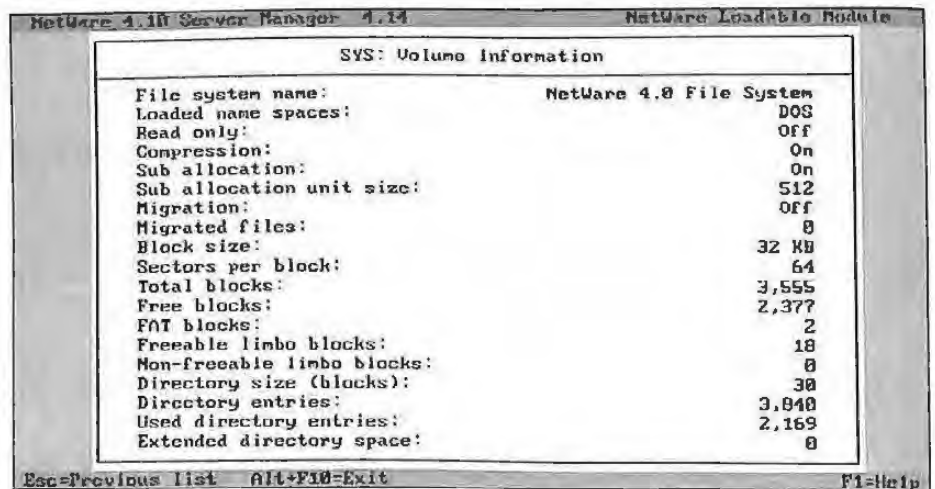 NetWare 4.10 Server Manager 4.14 NetWare Loadable Module
SYS: Volume Information
File system name: NetWare 4.0 File System
Loaded name spaces: DOS
Read only: Off
Compression: On
Sub allocation: On
Sub allocation unit size: 512
Migration: Off
Migrated files: 0
Block size: 32 KB
Sectors per block: 64
Total blocks: 3,555
Free blocks: 2,377
FAT blocks: 2
Freeable limbo blocks: 18
Non-freeable limbo blocks: 0
Directory size (blocks): 30
Directory entries: 3,840
Used directory entries: 2,169
Extended directory space: 0
Esc=Previous list Alt+F10=Exit F1=Help